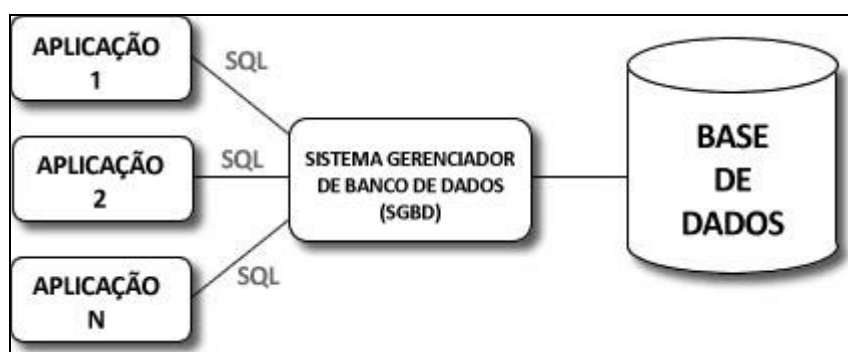 APLICAÇÃO
1
SQL
APLICAÇÃO
2
SQL
APLICAÇÃO
N
SQL
SISTEMA GERENCIADOR
DE BANCO DE DADOS
(SGBD)
BASE
DE
DADOS